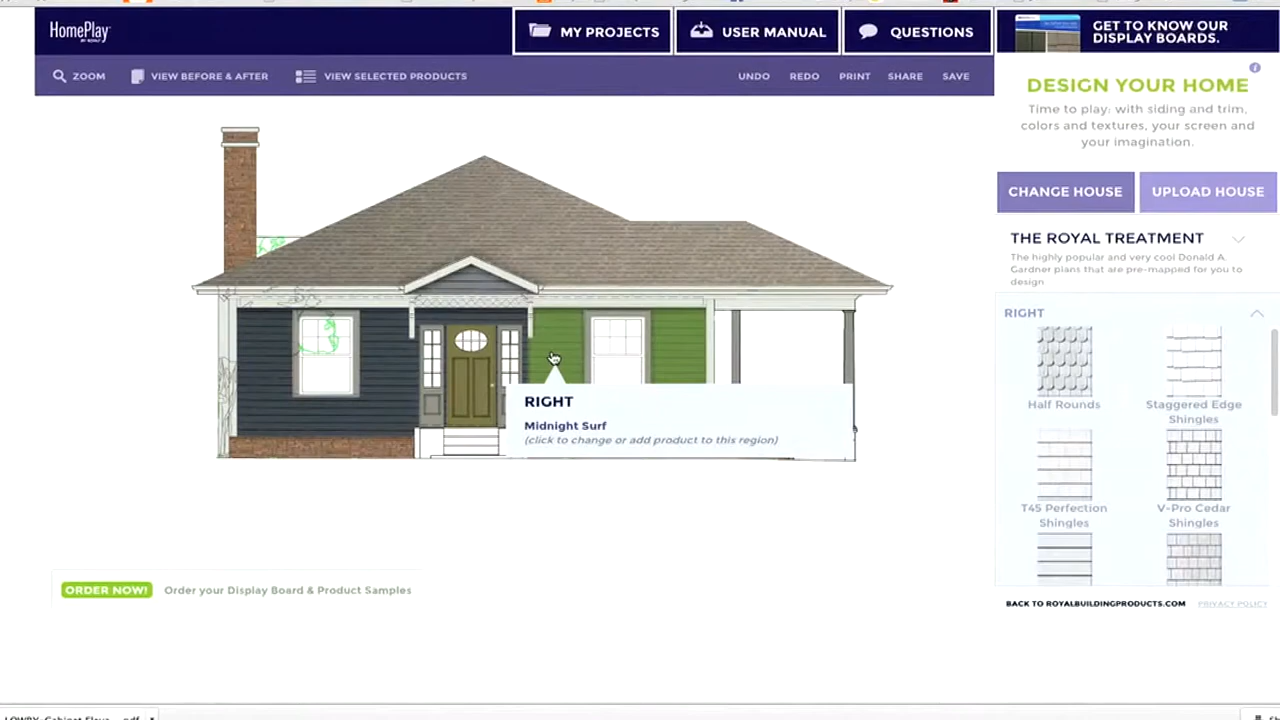 HomePlay
BY ROYAL
MY PROJECTS
USER MANUAL
QUESTIONS
GET TO KNOW OUR
DISPLAY BOARDS.
ZOOM
VIEW BEFORE & AFTER
VIEW SELECTED PRODUCTS
UNDO
REDO
PRINT
SHARE
SAVE
i
DESIGN YOUR HOME
Time to play: with siding and trim,
colors and textures, your screen and
your imagination.
CHANGE HOUSE
UPLOAD HOUSE
THE ROYAL TREATMENT
The highly popular and very cool Donald A.
Gardner plans that are pre-mapped for you to
design
RIGHT
Half Rounds
Staggered Edge
Shingles
T45 Perfection
Shingles
V-Pro Cedar
Shingles
RIGHT
Midnight Surf
(click to change or add product to this region)
ORDER NOW!
Order your Display Board & Product Samples
BACK TO ROYALBUILDINGPRODUCTS.COM
PRIVACY POLICY